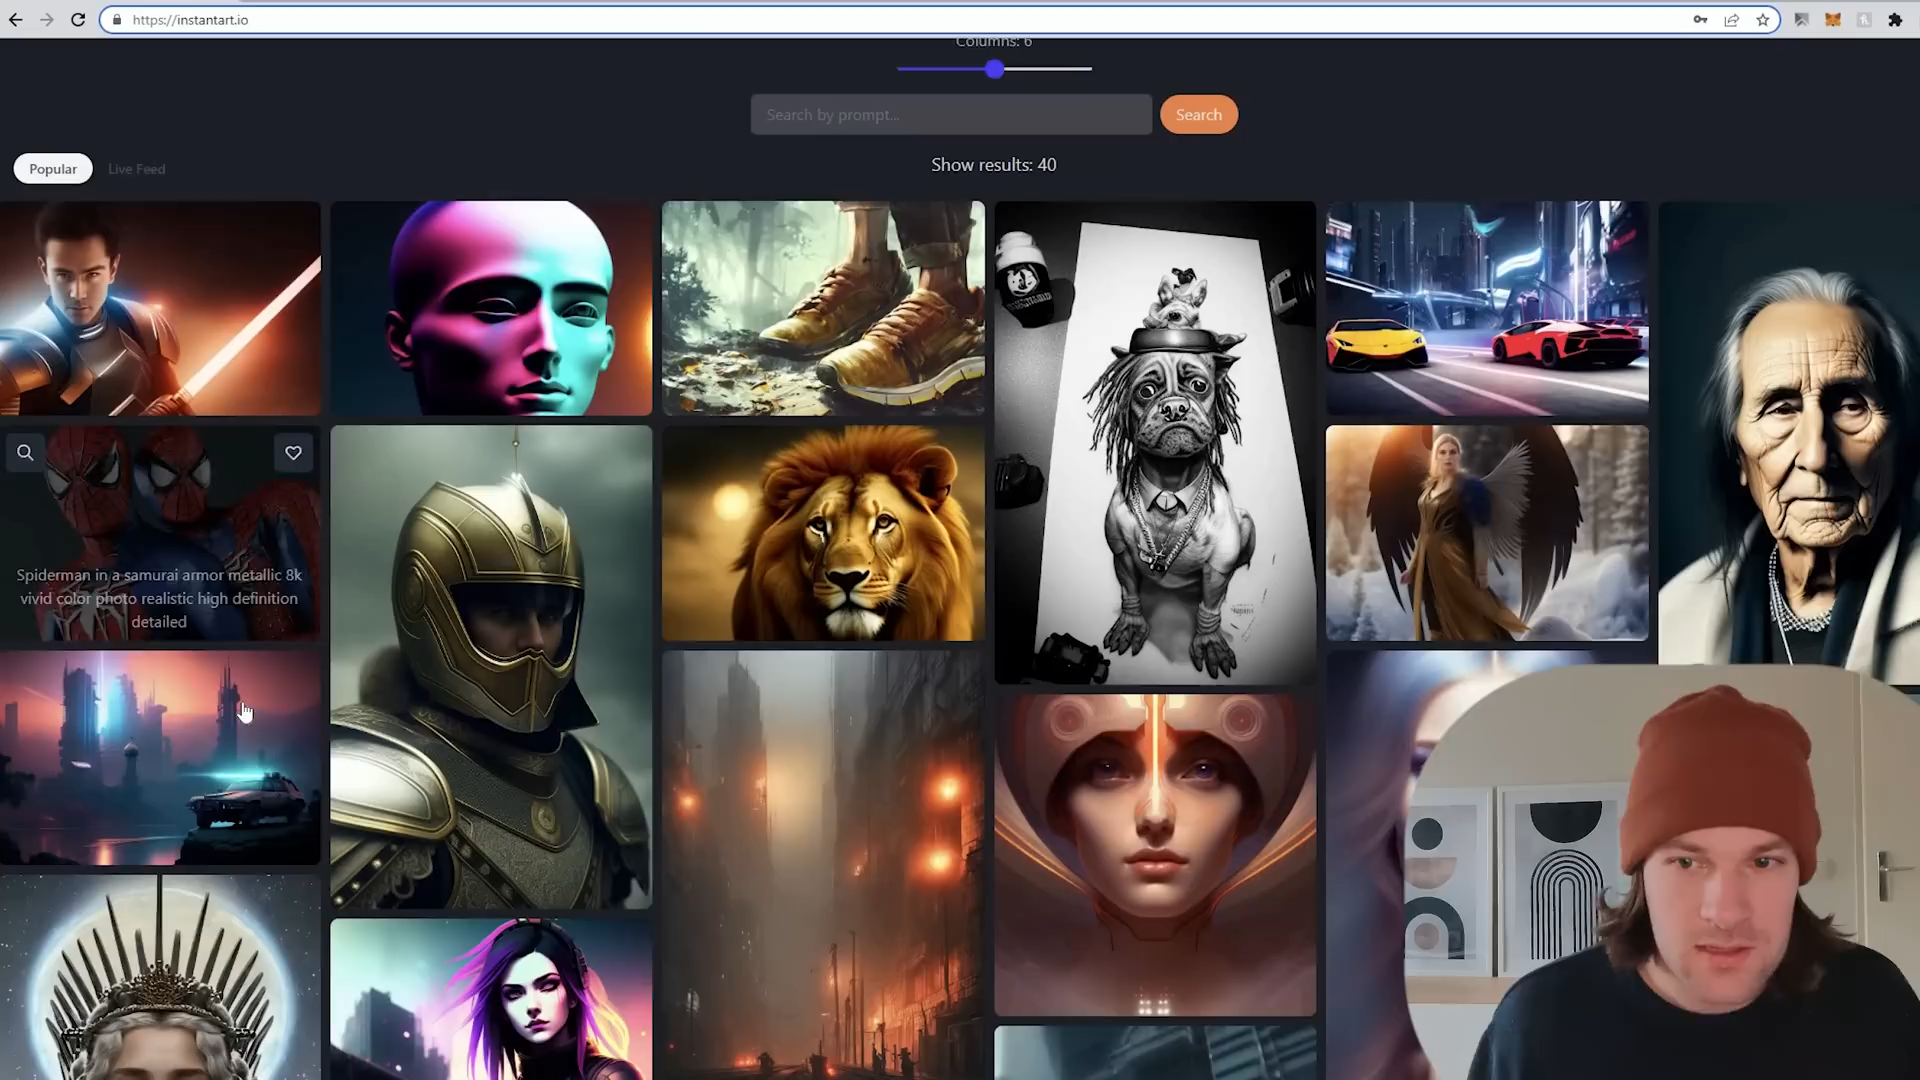 https://instantart.io
Columns: 6
Search by prompt...
Search
Popular
Live Feed
Show results: 40
Spiderman in a samurai armor metallic 8k
vivid color photo realistic high definition
detailed